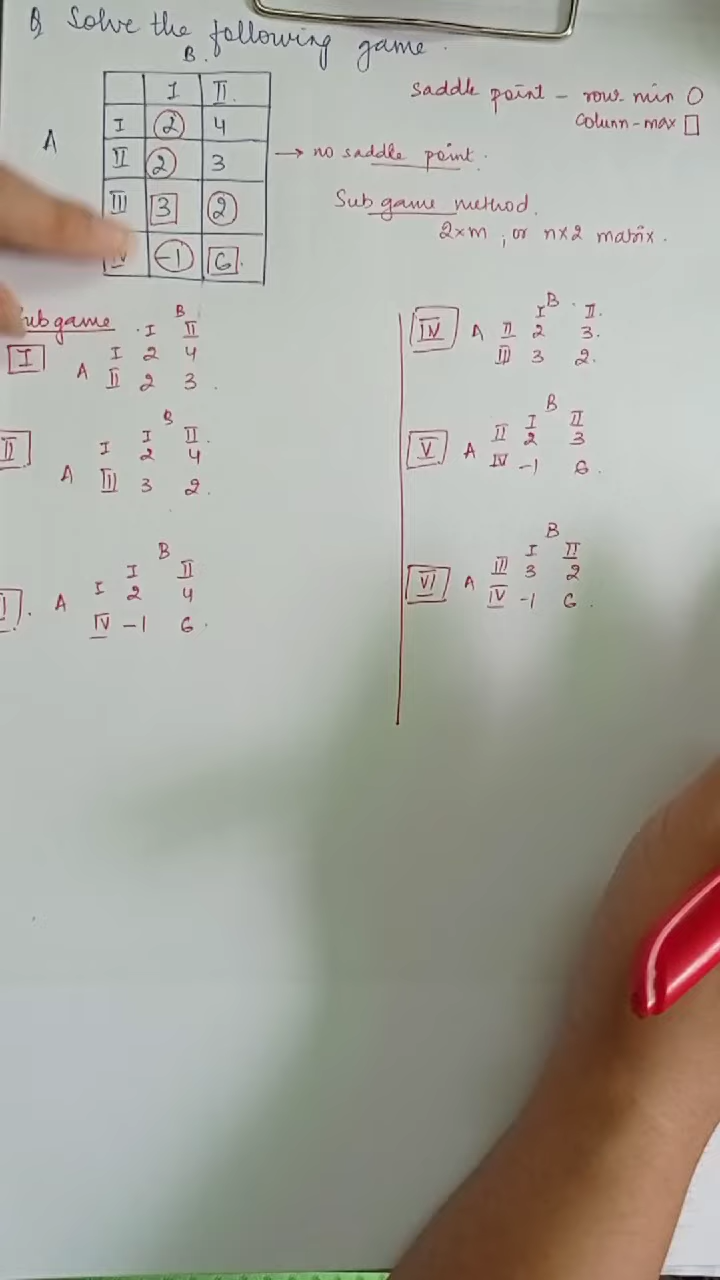 Q Solve the following game.
B.
I II.
A
I 2 4
II 2 3
III 3 2
IV -1 6.
saddle point - row-min O
column-max □
→ no saddle point.
Sub game method.
2×m, or n×2 matrix.
ubgame
I
B
I II
A
I 2 4
II 2 3.
II
B
I II.
A
I 2 4
III 3 2.
I.
B
I II
A
I 2 4
IV -1 6.
IV
B
I II.
A
II 2 3.
III 3 2.
V
B
I II
A
II 2 3
IV -1 6.
VI
B
I II
A
III 3 2
IV -1 6.